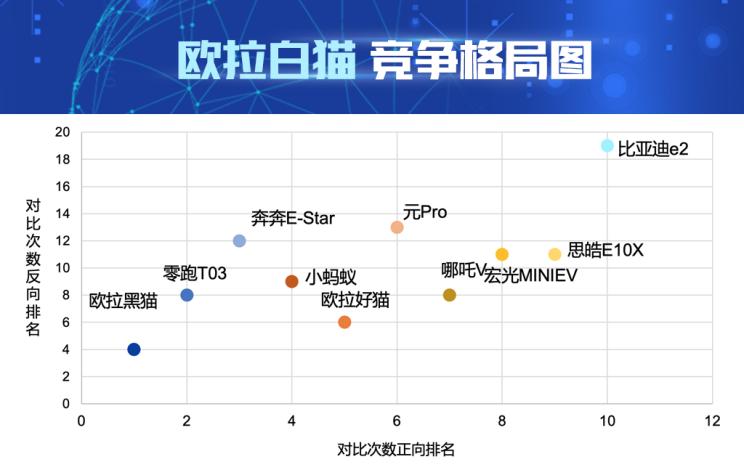 欧拉白猫 竞争格局图
20
18
16
14
12
10
8
6
4
2
0
对比次数反向排名
比亚迪e2
元Pro
奔奔E-Star
思皓E10X
哪吒V
宏光MINIEV
零跑T03
小蚂蚁
欧拉黑猫
欧拉好猫
0 2 4 6 8 10 12
对比次数正向排名